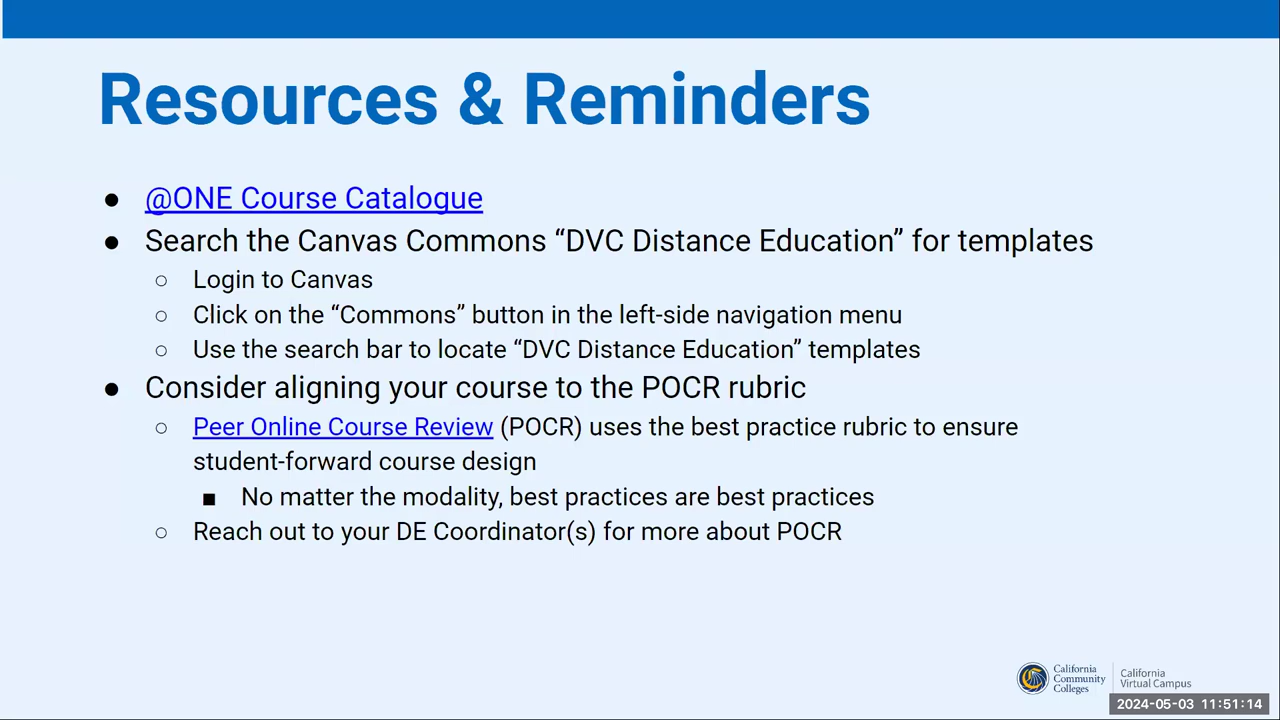 Resources & Reminders
● @ONE Course Catalogue
● Search the Canvas Commons “DVC Distance Education” for templates
○ Login to Canvas
○ Click on the “Commons” button in the left-side navigation menu
○ Use the search bar to locate “DVC Distance Education” templates
● Consider aligning your course to the POCR rubric
○ Peer Online Course Review (POCR) uses the best practice rubric to ensure
student-forward course design
■ No matter the modality, best practices are best practices
○ Reach out to your DE Coordinator(s) for more about POCR
California
Community
Colleges
California
Virtual Campus
2024-05-03 11:51:14